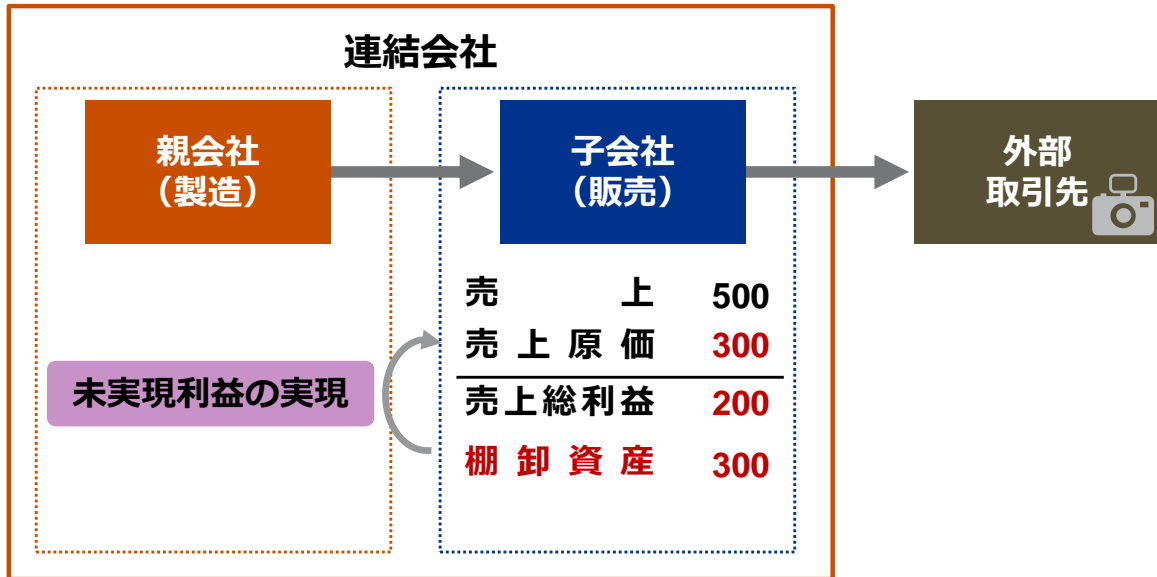 連結会社
親会社
（製造）
子会社
（販売）
外部
取引先
売上 500
売上原価 300
未実現利益の実現
売上総利益 200
棚卸資産 300